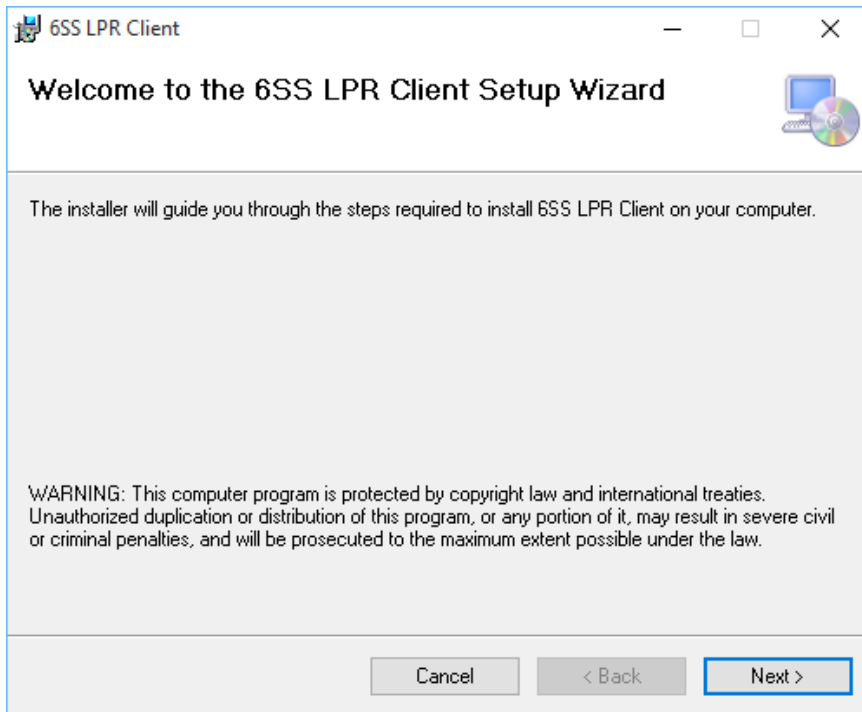 6SS LPR Client
Welcome to the 6SS LPR Client Setup Wizard
The installer will guide you through the steps required to install 6SS LPR Client on your computer.
WARNING: This computer program is protected by copyright law and international treaties.
Unauthorized duplication or distribution of this program, or any portion of it, may result in severe civil
or criminal penalties, and will be prosecuted to the maximum extent possible under the law.
Cancel
< Back
Next >